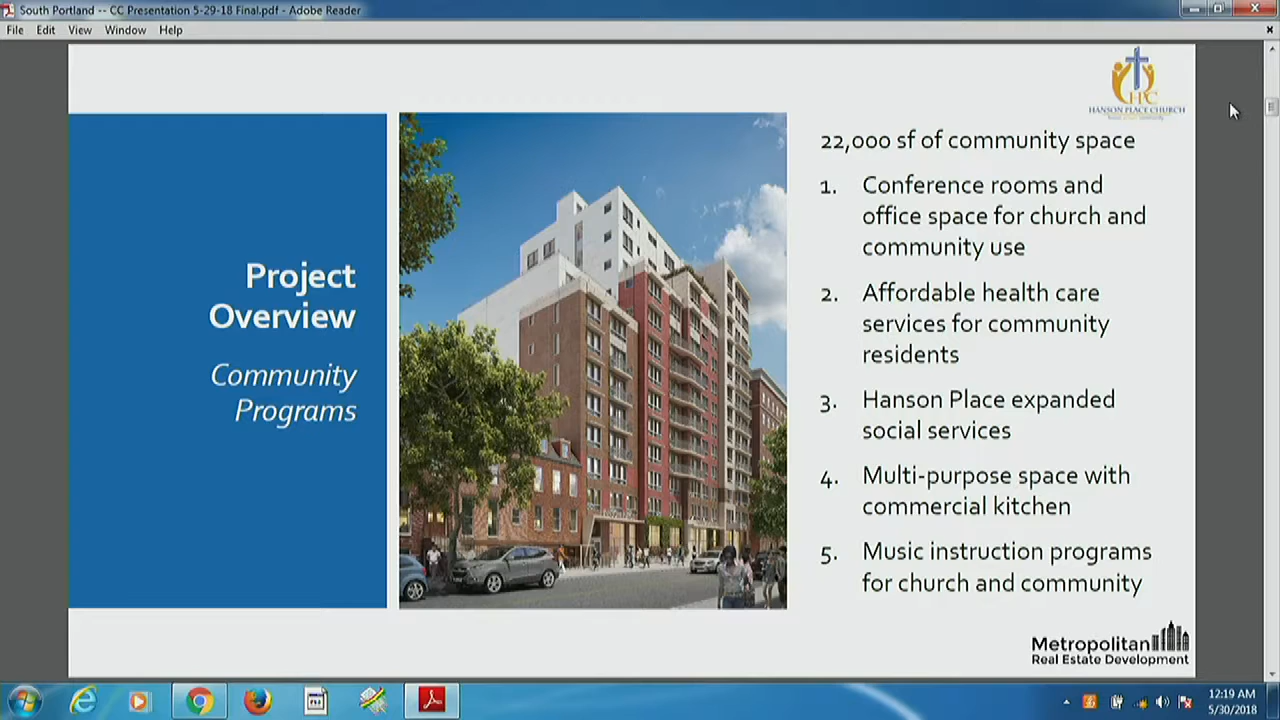 South Portland -- CC Presentation 5-29-18 Final.pdf - Adobe Reader
File Edit View Window Help
HPC
HANSON PLACE CHURCH
Project
Overview
Community
Programs
22,000 sf of community space
1. Conference rooms and
office space for church and
community use
2. Affordable health care
services for community
residents
3. Hanson Place expanded
social services
4. Multi-purpose space with
commercial kitchen
5. Music instruction programs
for church and community
Metropolitan
Real Estate Development
12:19 AM
5/30/2018